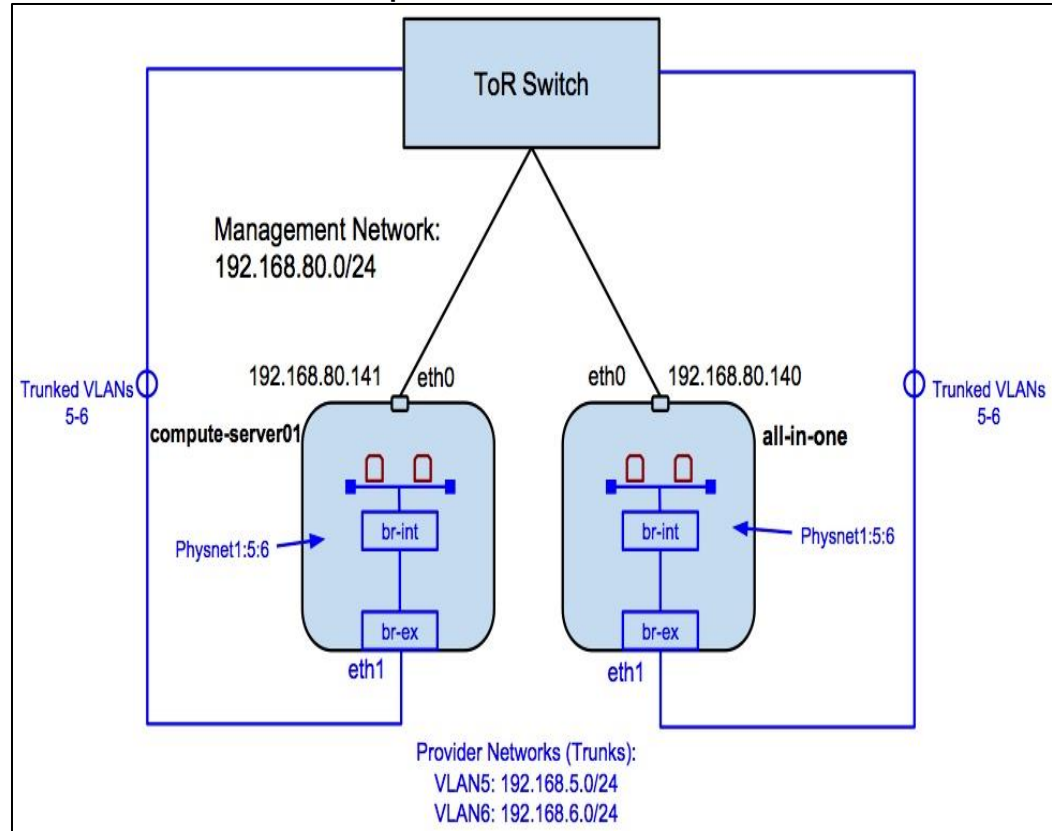 ToR Switch
Management Network:
192.168.80.0/24
192.168.80.141
eth0
eth0
192.168.80.140
Trunked VLANs
5-6
Trunked VLANs
5-6
compute-server01
all-in-one
br-int
br-int
Physnet1:5:6
Physnet1:5:6
br-ex
br-ex
eth1
eth1
Provider Networks (Trunks):
VLAN5: 192.168.5.0/24
VLAN6: 192.168.6.0/24